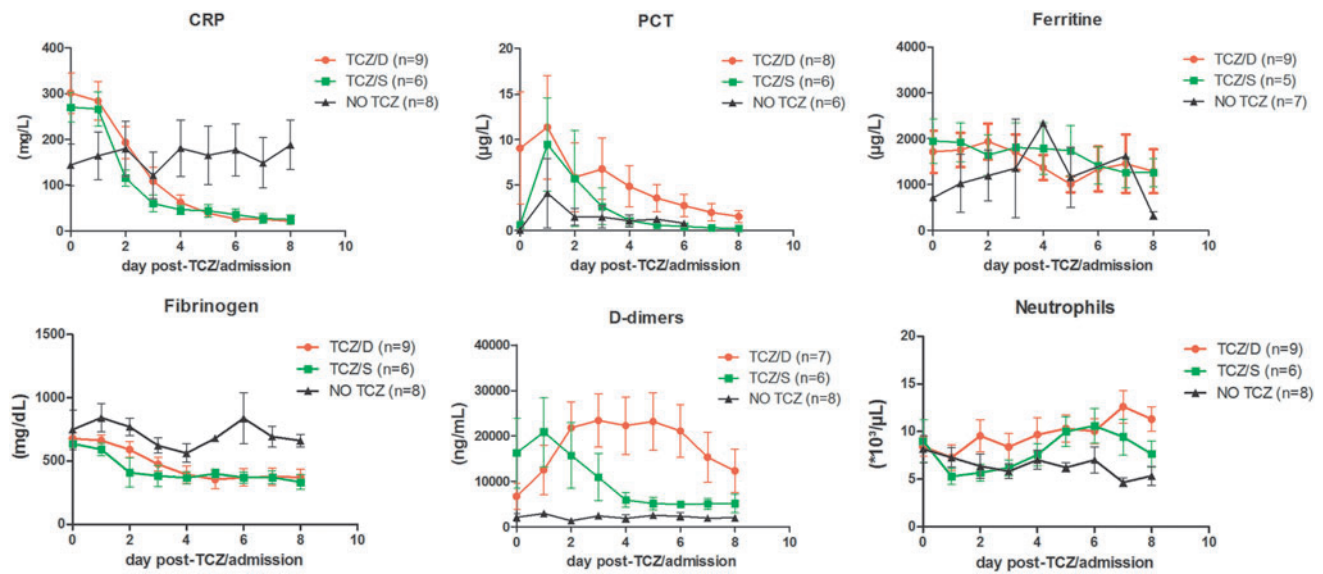 CRP
(mg/L)
400
300
200
100
0
0 2 4 6 8 10
day post-TCZ/admission
TCZ/D (n=9)
TCZ/S (n=6)
NO TCZ (n=8)
PCT
(µg/L)
20
15
10
5
0
0 2 4 6 8 10
day post-TCZ/admission
TCZ/D (n=8)
TCZ/S (n=6)
NO TCZ (n=6)
Ferritine
(µg/L)
4000
3000
2000
1000
0
0 2 4 6 8 10
day post-TCZ/admission
TCZ/D (n=9)
TCZ/S (n=5)
NO TCZ (n=7)
Fibrinogen
(mg/dL)
1500
1000
500
0
0 2 4 6 8 10
day post-TCZ/admission
TCZ/D (n=9)
TCZ/S (n=6)
NO TCZ (n=8)
D-dimers
(ng/mL)
40000
30000
20000
10000
0
0 2 4 6 8 10
day post-TCZ/admission
TCZ/D (n=7)
TCZ/S (n=6)
NO TCZ (n=8)
Neutrophils
(*10³/µL)
20
15
10
5
0
0 2 4 6 8 10
day post-TCZ/admission
TCZ/D (n=9)
TCZ/S (n=6)
NO TCZ (n=8)